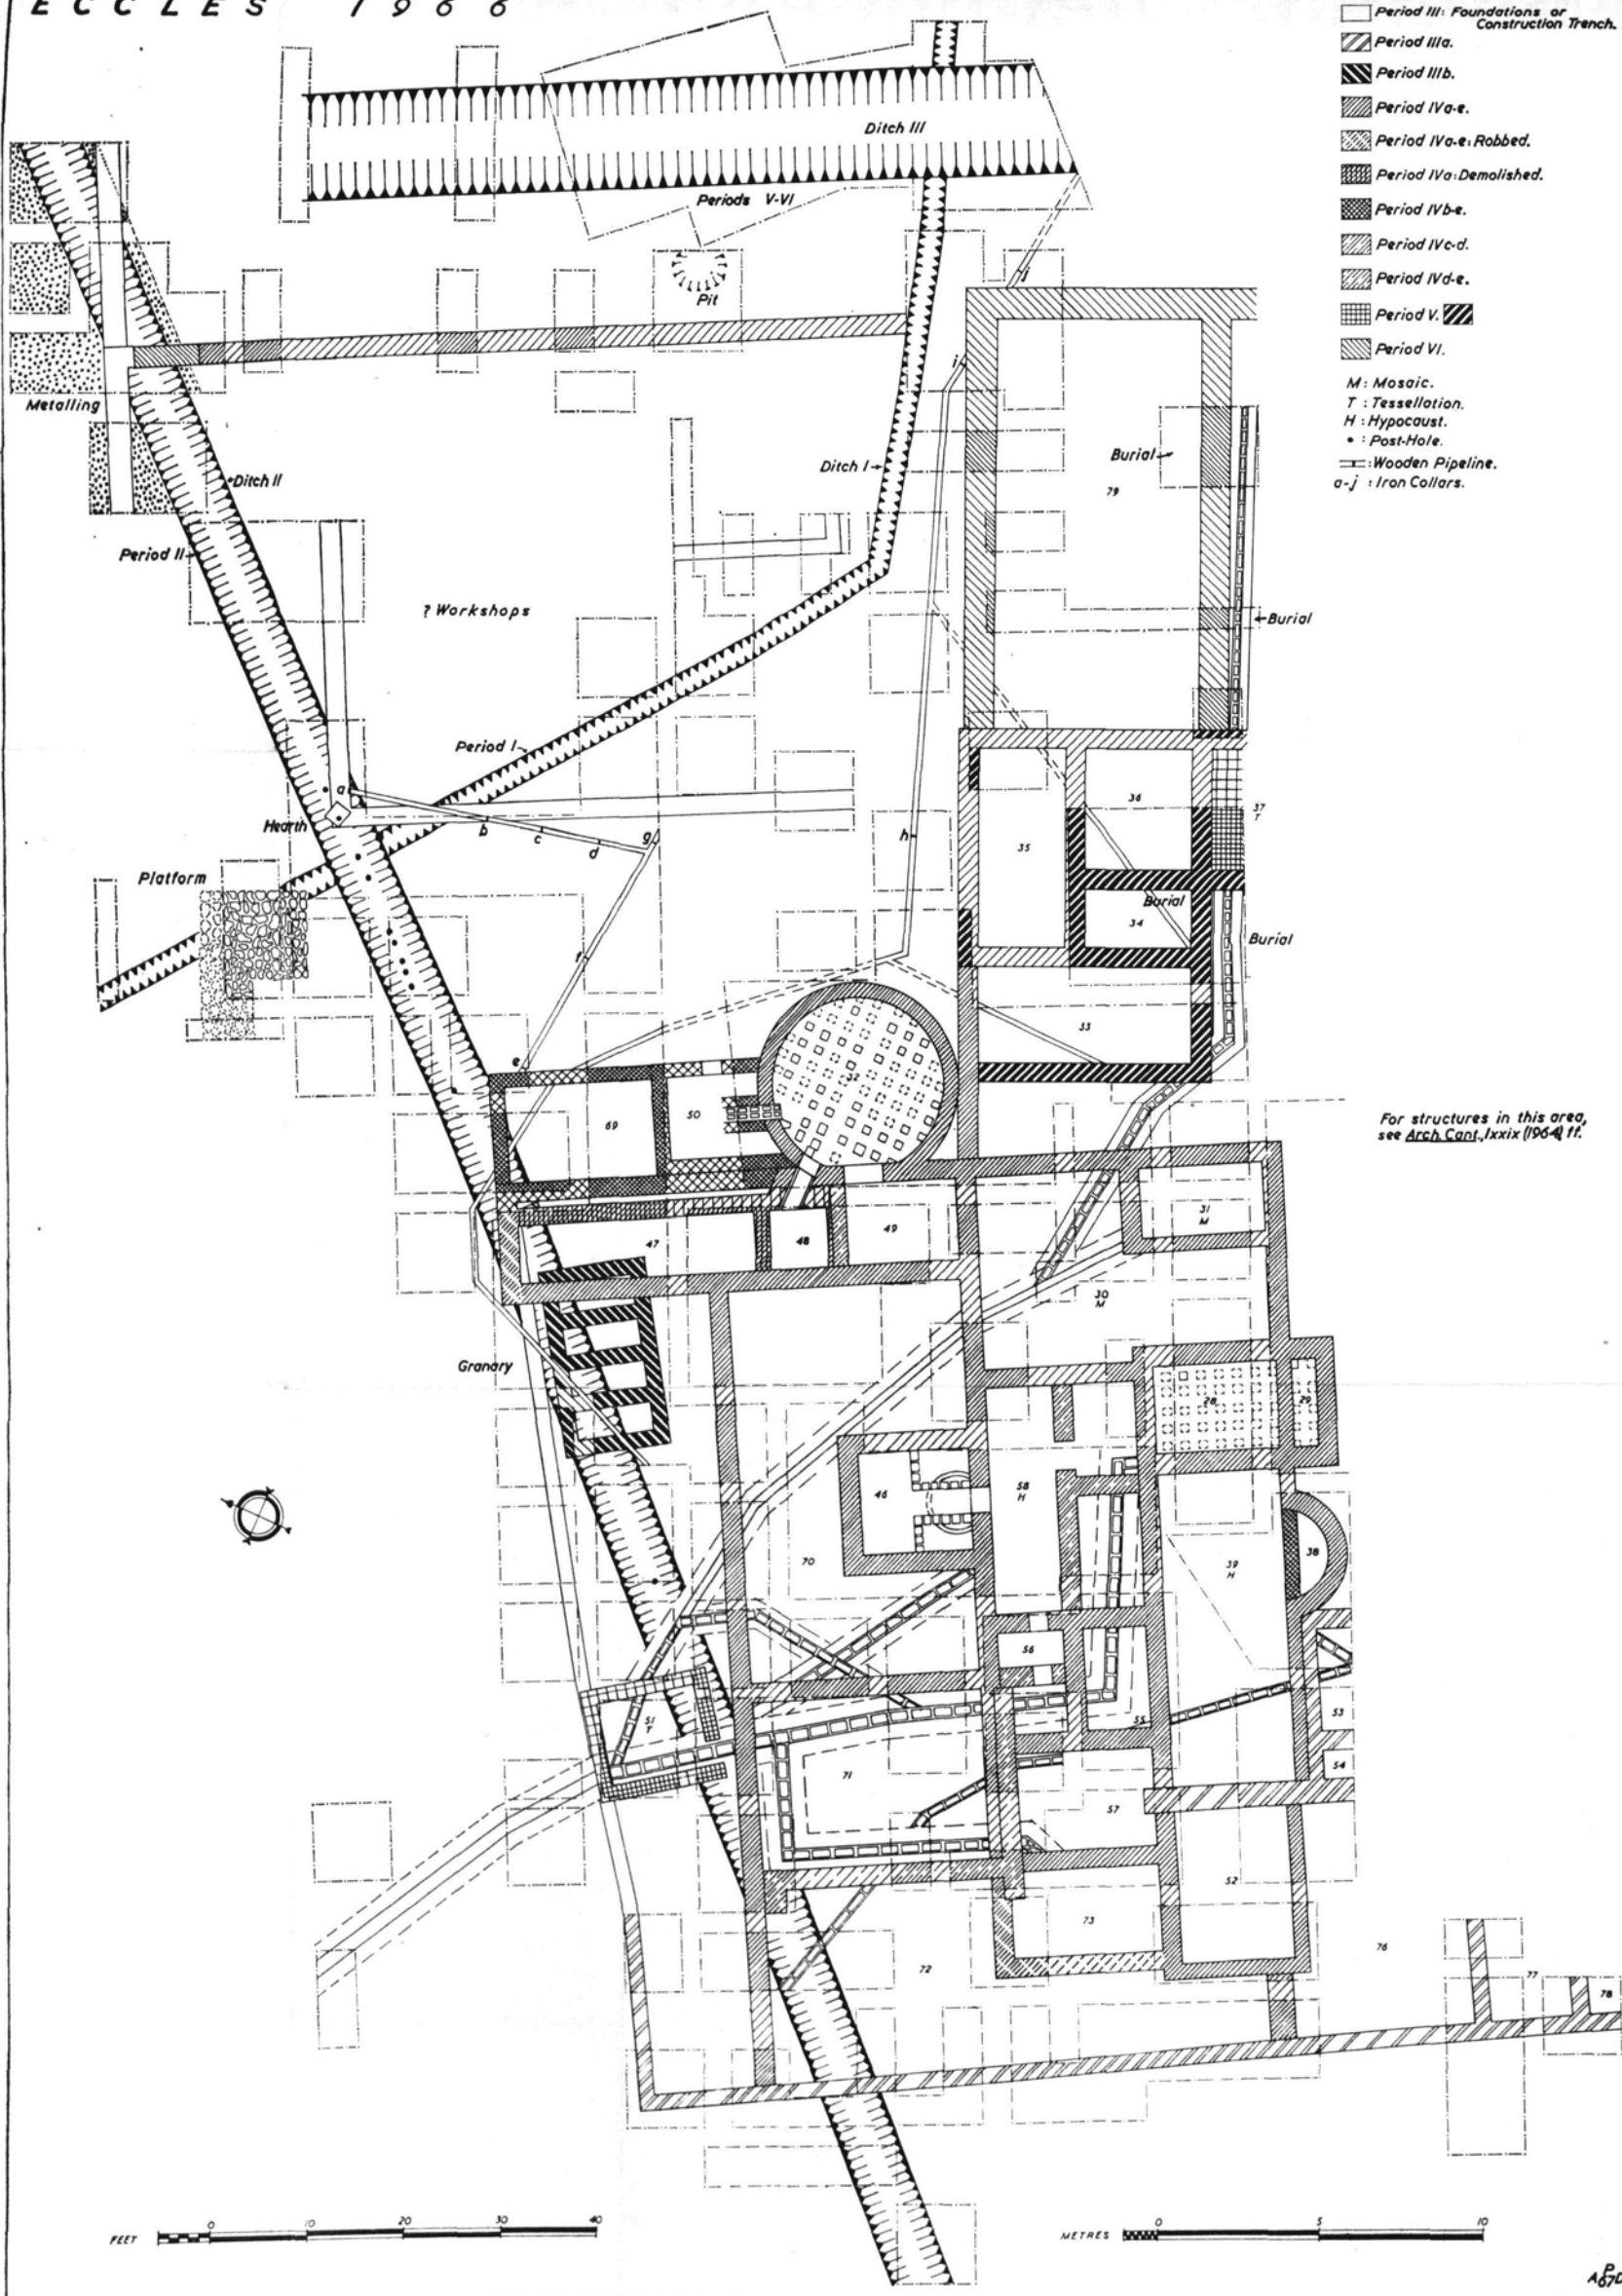 ECCLES 1966
Period III: Foundations or
Construction Trench.
Period IIIa.
Period IIIb.
Period IVa-e.
Period IVa-e: Robbed.
Period IVa: Demolished.
Period IVb-e.
Period IVc-d.
Period IVd-e.
Period V.
Period VI.
M: Mosaic.
T: Tessellation.
H: Hypocaust.
• : Post-Hole.
: Wooden Pipeline.
a-j : Iron Collars.
Ditch III
Periods V-VI
j
Pit
i
Metalling
Ditch II
Ditch I
Burial
79
Period II
? Workshops
Burial
Period I
a
Hearth
b
c
d
g
h
36
37
T
35
Platform
Burial
34
Burial
f
33
e
32
69
50
For structures in this area,
see Arch. Cant., lxxix (1964) ff.
31
M
47
48
49
30
M
Granary
28
29
46
58
H
70
39
H
38
56
51
T
55
53
71
54
57
52
73
72
76
77
78
FEET
0
10
20
30
40
METRES
0
5
10